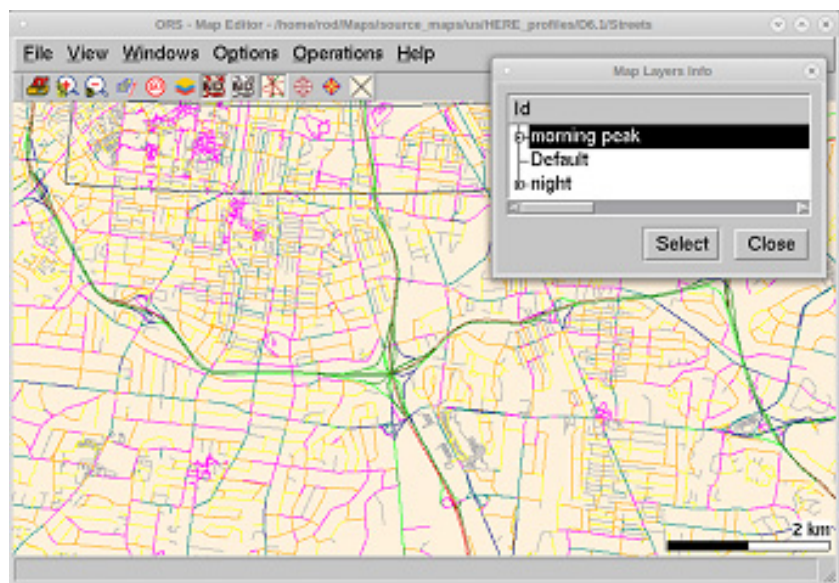 ORS - Map Editor - /home/rod/Maps/source_maps/us/HERE_profiles/D6.1/Streets
File View Windows Options Operations Help
Map Layers Info
Id
morning peak
Default
night
Select Close
2 km